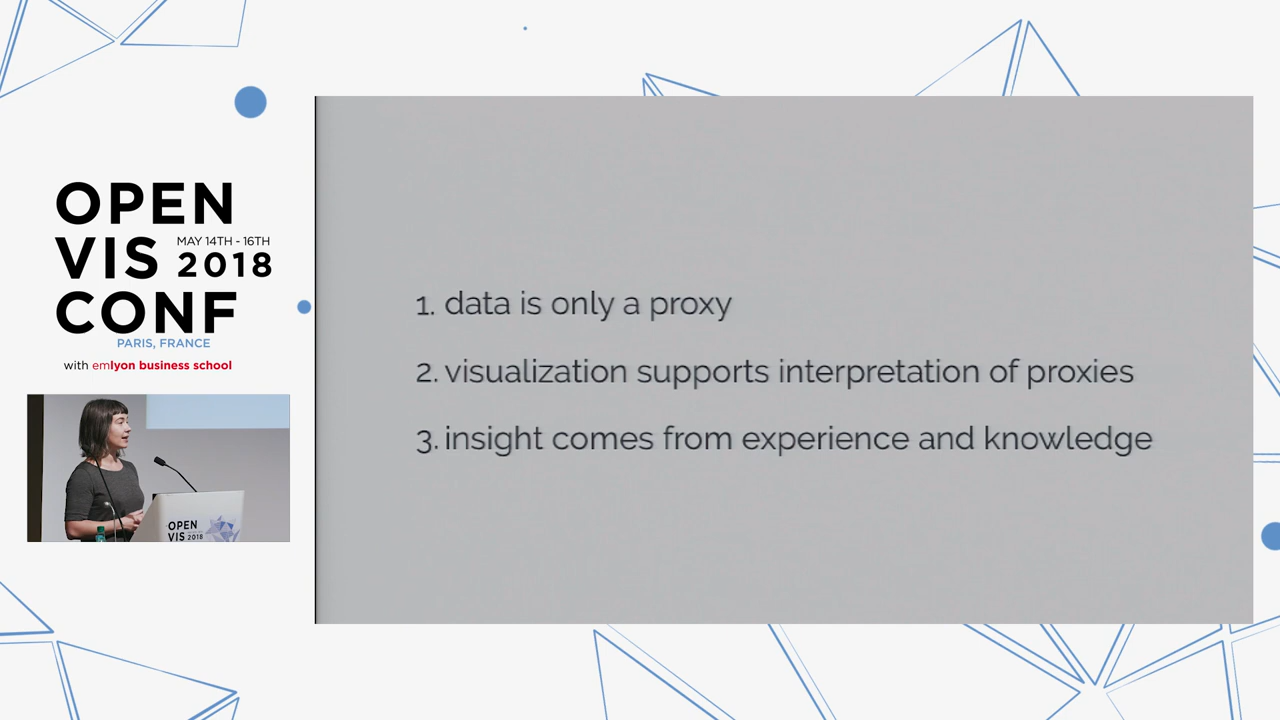 OPEN
VIS
MAY 14TH - 16TH
2018
CONF
PARIS, FRANCE
with emlyon business school
OPEN
VIS 2018
1. data is only a proxy
2. visualization supports interpretation of proxies
3. insight comes from experience and knowledge